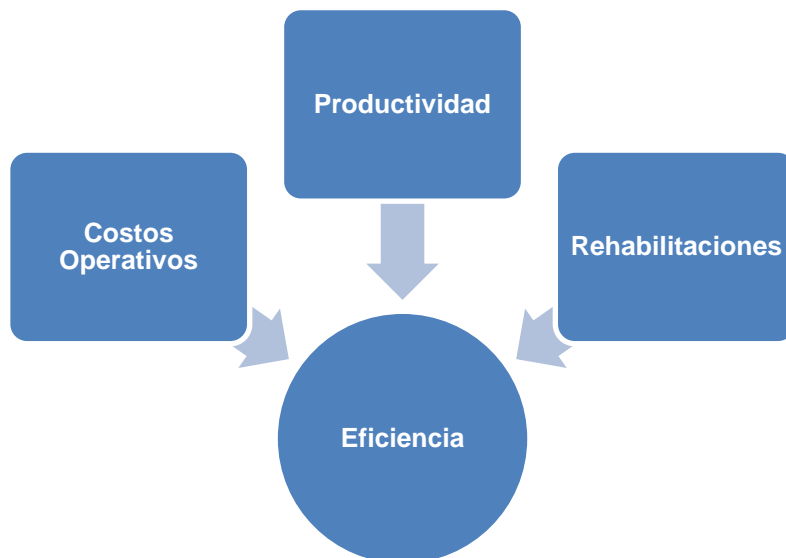 Productividad
Costos
Operativos
Rehabilitaciones
Eficiencia